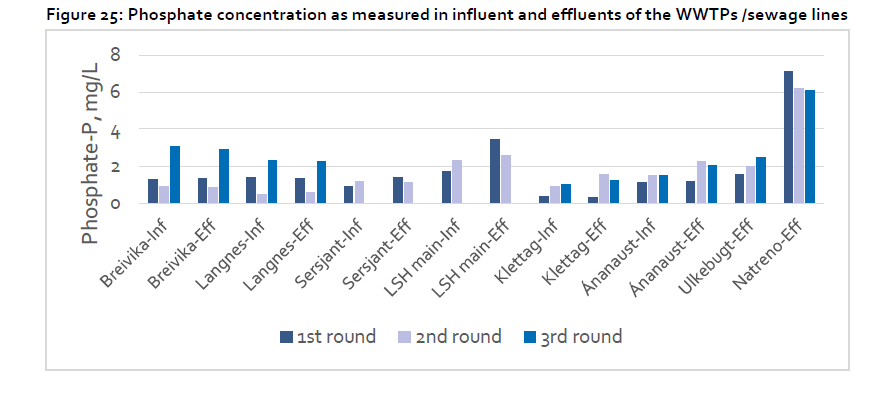 Figure 25: Phosphate concentration as measured in influent and effluents of the WWTPs /sewage lines
Phosphate-P, mg/L
8
6
4
2
0
Breivika-Inf
Breivika-Eff
Langnes-Inf
Langnes-Eff
Sersjant-Inf
Sersjant-Eff
LSH main-Inf
LSH main-Eff
Klettag-Inf
Klettag-Eff
Ánanaust-Inf
Ánanaust-Eff
Ulkebugt-Eff
Natreno-Eff
1st round 2nd round 3rd round